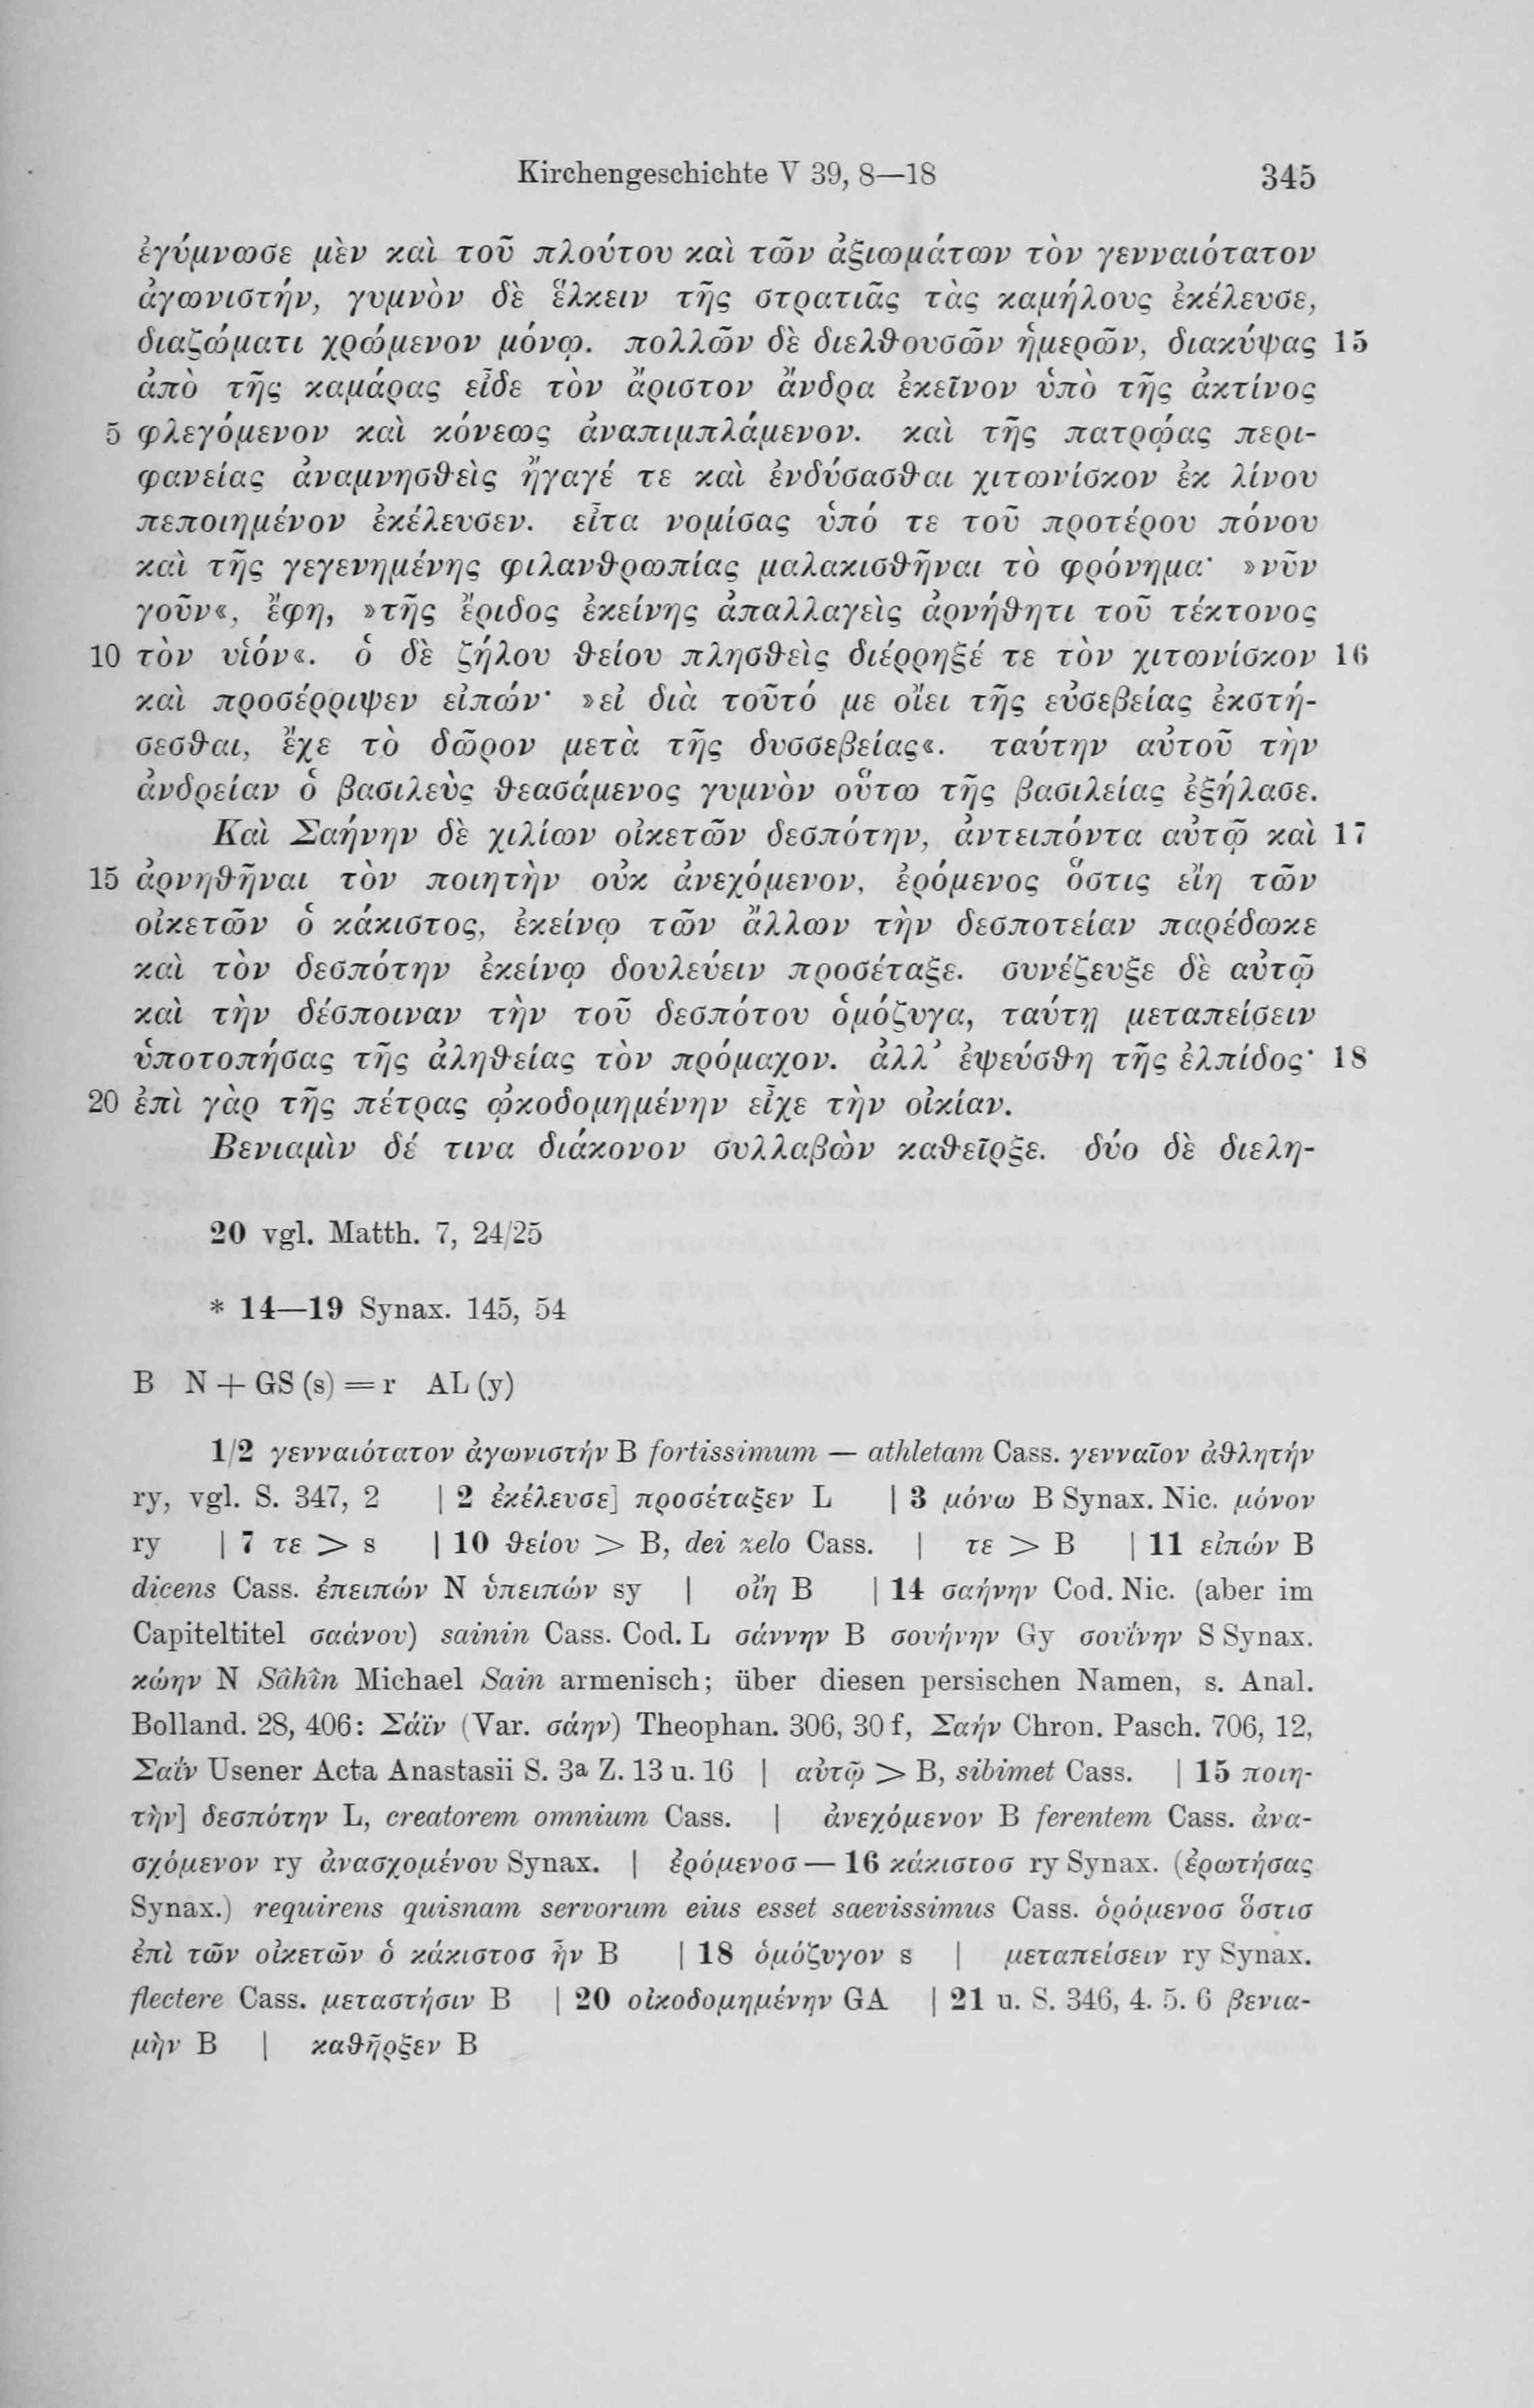 Kirchengeschichte V 39, 8—18 345
ἐγύμνωσε μὲν καὶ τοῦ πλούτου καὶ τῶν ἀξιωμάτων τὸν γενναιότατον
ἀγωνιστήν, γυμνὸν δὲ ἕλκειν τῆς στρατιᾶς τὰς καμήλους ἐκέλευσε,
διαζώματι χρώμενον μόνῳ. πολλῶν δὲ διελθουσῶν ἡμερῶν, διακύψας 15
ἀπὸ τῆς καμάρας εἶδε τὸν ἄριστον ἄνδρα ἐκεῖνον ὑπὸ τῆς ἀκτίνος
5 φλεγόμενον καὶ κόνεως ἀναπιμπλάμενον. καὶ τῆς πατρῴας περι-
φανείας ἀναμνησθεὶς ἤγαγέ τε καὶ ἐνδύσασθαι χιτωνίσκον ἐκ λίνου
πεποιημένον ἐκέλευσεν. εἶτα νομίσας ὑπό τε τοῦ προτέρου πόνου
καὶ τῆς γεγενημένης φιλανθρωπίας μαλακισθῆναι τὸ φρόνημα· »νῦν
γοῦν«, ἔφη, »τῆς ἔριδος ἐκείνης ἀπαλλαγεὶς ἀρνήθητι τοῦ τέκτονος
10 τὸν υἱόν«. ὁ δὲ ζήλου θείου πλησθεὶς διέρρηξέ τε τὸν χιτωνίσκον 16
καὶ προσέρριψεν εἰπών· »εἰ διὰ τοῦτό με οἴει τῆς εὐσεβείας ἐκστή-
σεσθαι, ἔχε τὸ δῶρον μετὰ τῆς δυσσεβείας«. ταύτην αὐτοῦ τὴν
ἀνδρείαν ὁ βασιλεὺς θεασάμενος γυμνὸν οὕτω τῆς βασιλείας ἐξήλασε.
Καὶ Σαήνην δὲ χιλίων οἰκετῶν δεσπότην, ἀντειπόντα αὐτῷ καὶ 17
15 ἀρνηθῆναι τὸν ποιητὴν οὐκ ἀνεχόμενον, ἐρόμενος ὅστις εἴη τῶν
οἰκετῶν ὁ κάκιστος, ἐκείνῳ τῶν ἄλλων τὴν δεσποτείαν παρέδωκε
καὶ τὸν δεσπότην ἐκείνῳ δουλεύειν προσέταξε. συνέζευξε δὲ αὐτῷ
καὶ τὴν δέσποιναν τὴν τοῦ δεσπότου ὁμόζυγα, ταύτῃ μεταπείσειν
ὑποτοπήσας τῆς ἀληθείας τὸν πρόμαχον. ἀλλ’ ἐψεύσθη τῆς ἐλπίδος· 18
20 ἐπὶ γὰρ τῆς πέτρας ᾠκοδομημένην εἶχε τὴν οἰκίαν.
Βενιαμὶν δέ τινα διάκονον συλλαβὼν καθεῖρξε. δύο δὲ διελη-
20 vgl. Matth. 7, 24/25
* 14—19 Synax. 145, 54
B N + GS (s) = r AL (y)
1/2 γενναιότατον ἀγωνιστήν B fortissimum — athletam Cass. γενναῖον ἀθλητήν
ry, vgl. S. 347, 2 | 2 ἐκέλευσε] προσέταξεν L | 3 μόνω B Synax. Nic. μόνον
ry | 7 τε > s | 10 θείου > B, dei zelo Cass. | τε > B | 11 εἰπών B
dicens Cass. ἐπειπών N ὑπειπών sy | οἴη B | 14 σαήνην Cod. Nic. (aber im
Capiteltitel σαάνου) sainin Cass. Cod. L σάννην B σουήνην Gy σουΐνην S Synax.
κώην N Sâhîn Michael Sain armenisch; über diesen persischen Namen, s. Anal.
Bolland. 28, 406: Σάϊν (Var. σάην) Theophan. 306, 30 f, Σαήν Chron. Pasch. 706, 12,
Σαΐν Usener Acta Anastasii S. 3a Z. 13 u. 16 | αὐτῷ > B, sibimet Cass. | 15 ποιη-
τὴν] δεσπότην L, creatorem omnium Cass. | ἀνεχόμενον B ferentem Cass. ἀνα-
σχόμενον ry ἀνασχομένου Synax. | ἐρόμενοσ — 16 κάκιστοσ ry Synax. (ἐρωτήσας
Synax.) requirens quisnam servorum eius esset saevissimus Cass. ὁρόμενοσ ὅστισ
ἐπὶ τῶν οἰκετῶν ὁ κάκιστοσ ἦν B | 18 ὁμόζυγον s | μεταπείσειν ry Synax.
flectere Cass. μεταστήσιν B | 20 οἰκοδομημένην GA | 21 u. S. 346, 4. 5. 6 βενια-
μὴν B | καθῆρξεν B